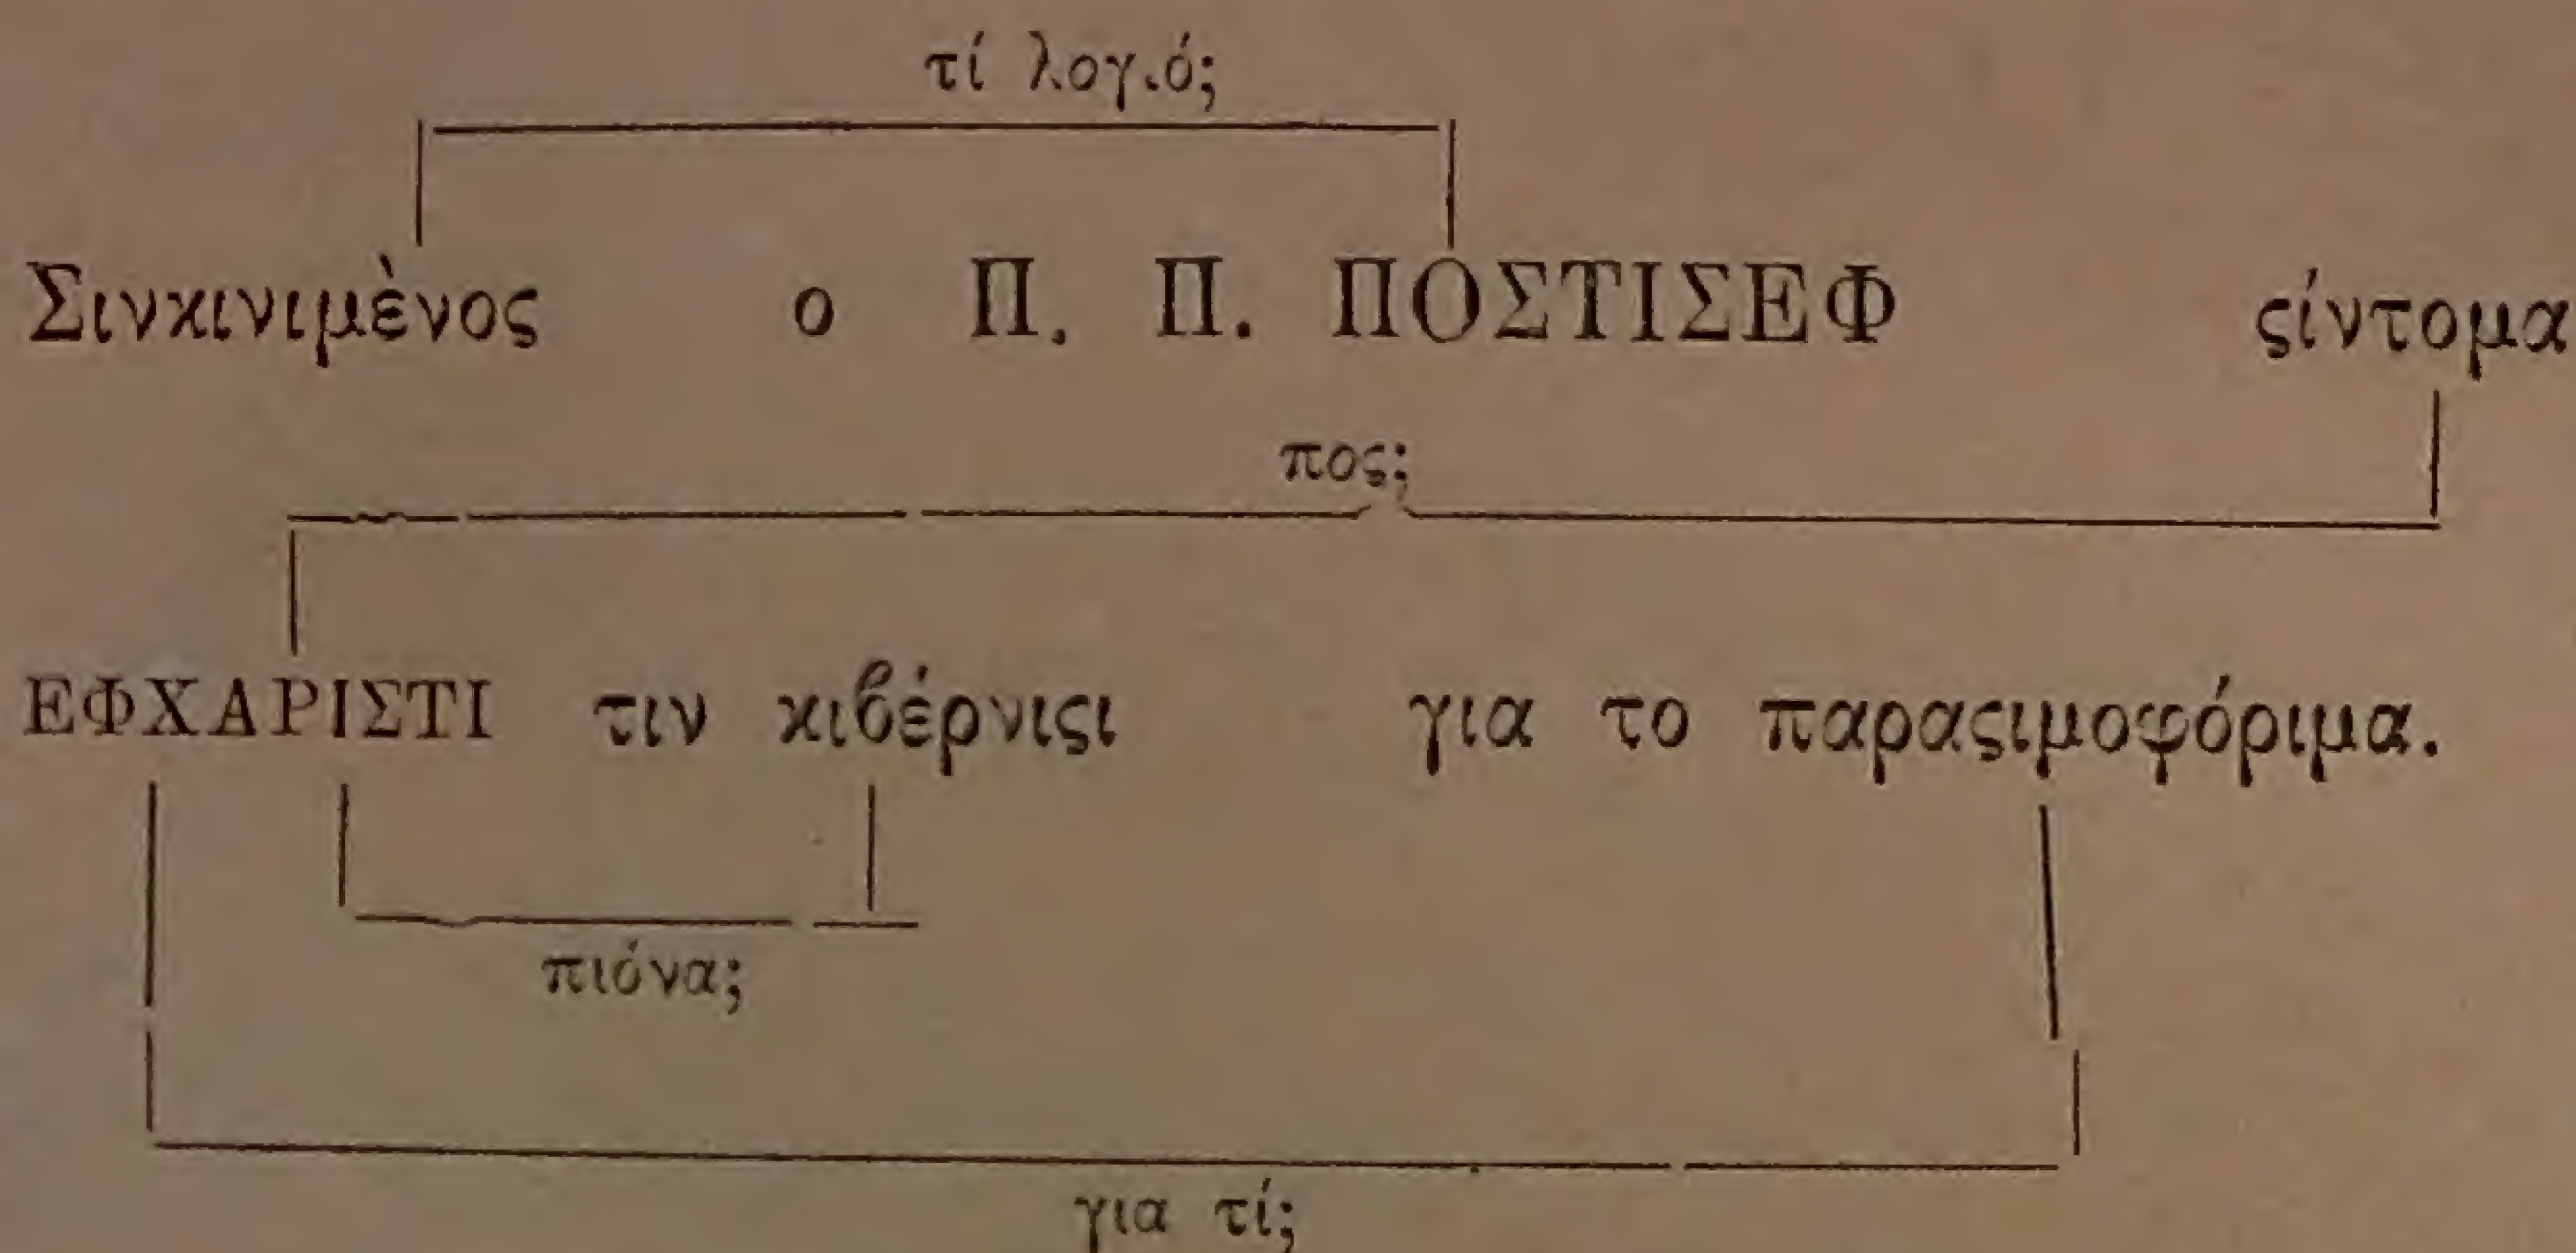 τί λογιό;
Σινκινιμὲνος ο Π. Π. ΠΟΣΤΙΣΕΦ ςίντομα
πος;
ΕΦΧΑΡΙΣΤΙ τιν κιβέρνιςι για το παραςιμοφόριμα.
πιόνα;
για τί;